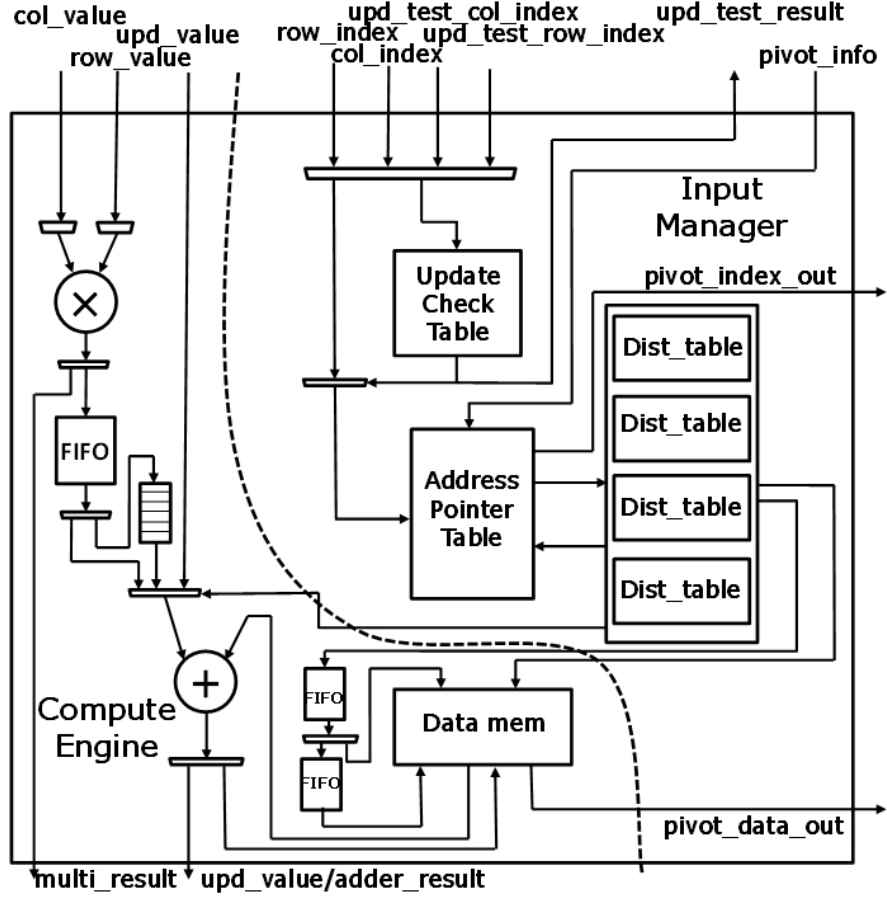 col_value
upd_value
row_value
upd_test_col_index
row_index
upd_test_row_index
col_index
upd_test_result
pivot_info
Input
Manager
Update
Check
Table
pivot_index_out
Dist_table
Dist_table
Dist_table
Dist_table
Address
Pointer
Table
×
FIFO
+
Compute
Engine
FIFO
FIFO
Data mem
pivot_data_out
multi_result
upd_value/adder_result